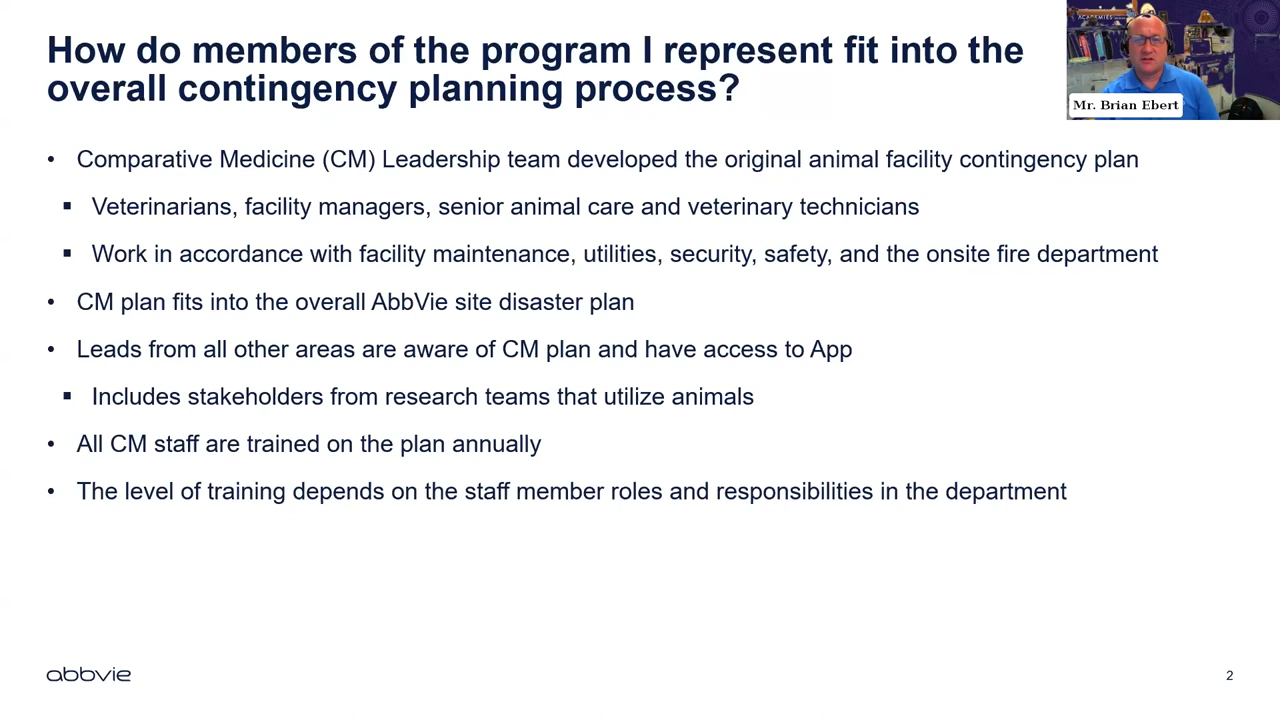 How do members of the program I represent fit into the
overall contingency planning process?
ACADEMIES
Mr. Brian Ebert
• Comparative Medicine (CM) Leadership team developed the original animal facility contingency plan
▪ Veterinarians, facility managers, senior animal care and veterinary technicians
▪ Work in accordance with facility maintenance, utilities, security, safety, and the onsite fire department
• CM plan fits into the overall AbbVie site disaster plan
• Leads from all other areas are aware of CM plan and have access to App
▪ Includes stakeholders from research teams that utilize animals
• All CM staff are trained on the plan annually
• The level of training depends on the staff member roles and responsibilities in the department
abbvie
2